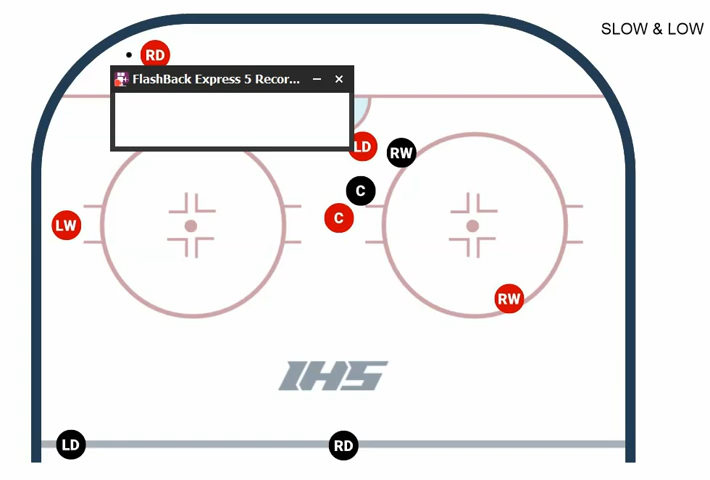 SLOW & LOW
RD
FlashBack Express 5 Recor...
LD
RW
C
C
LW
RW
IHS
LD
RD